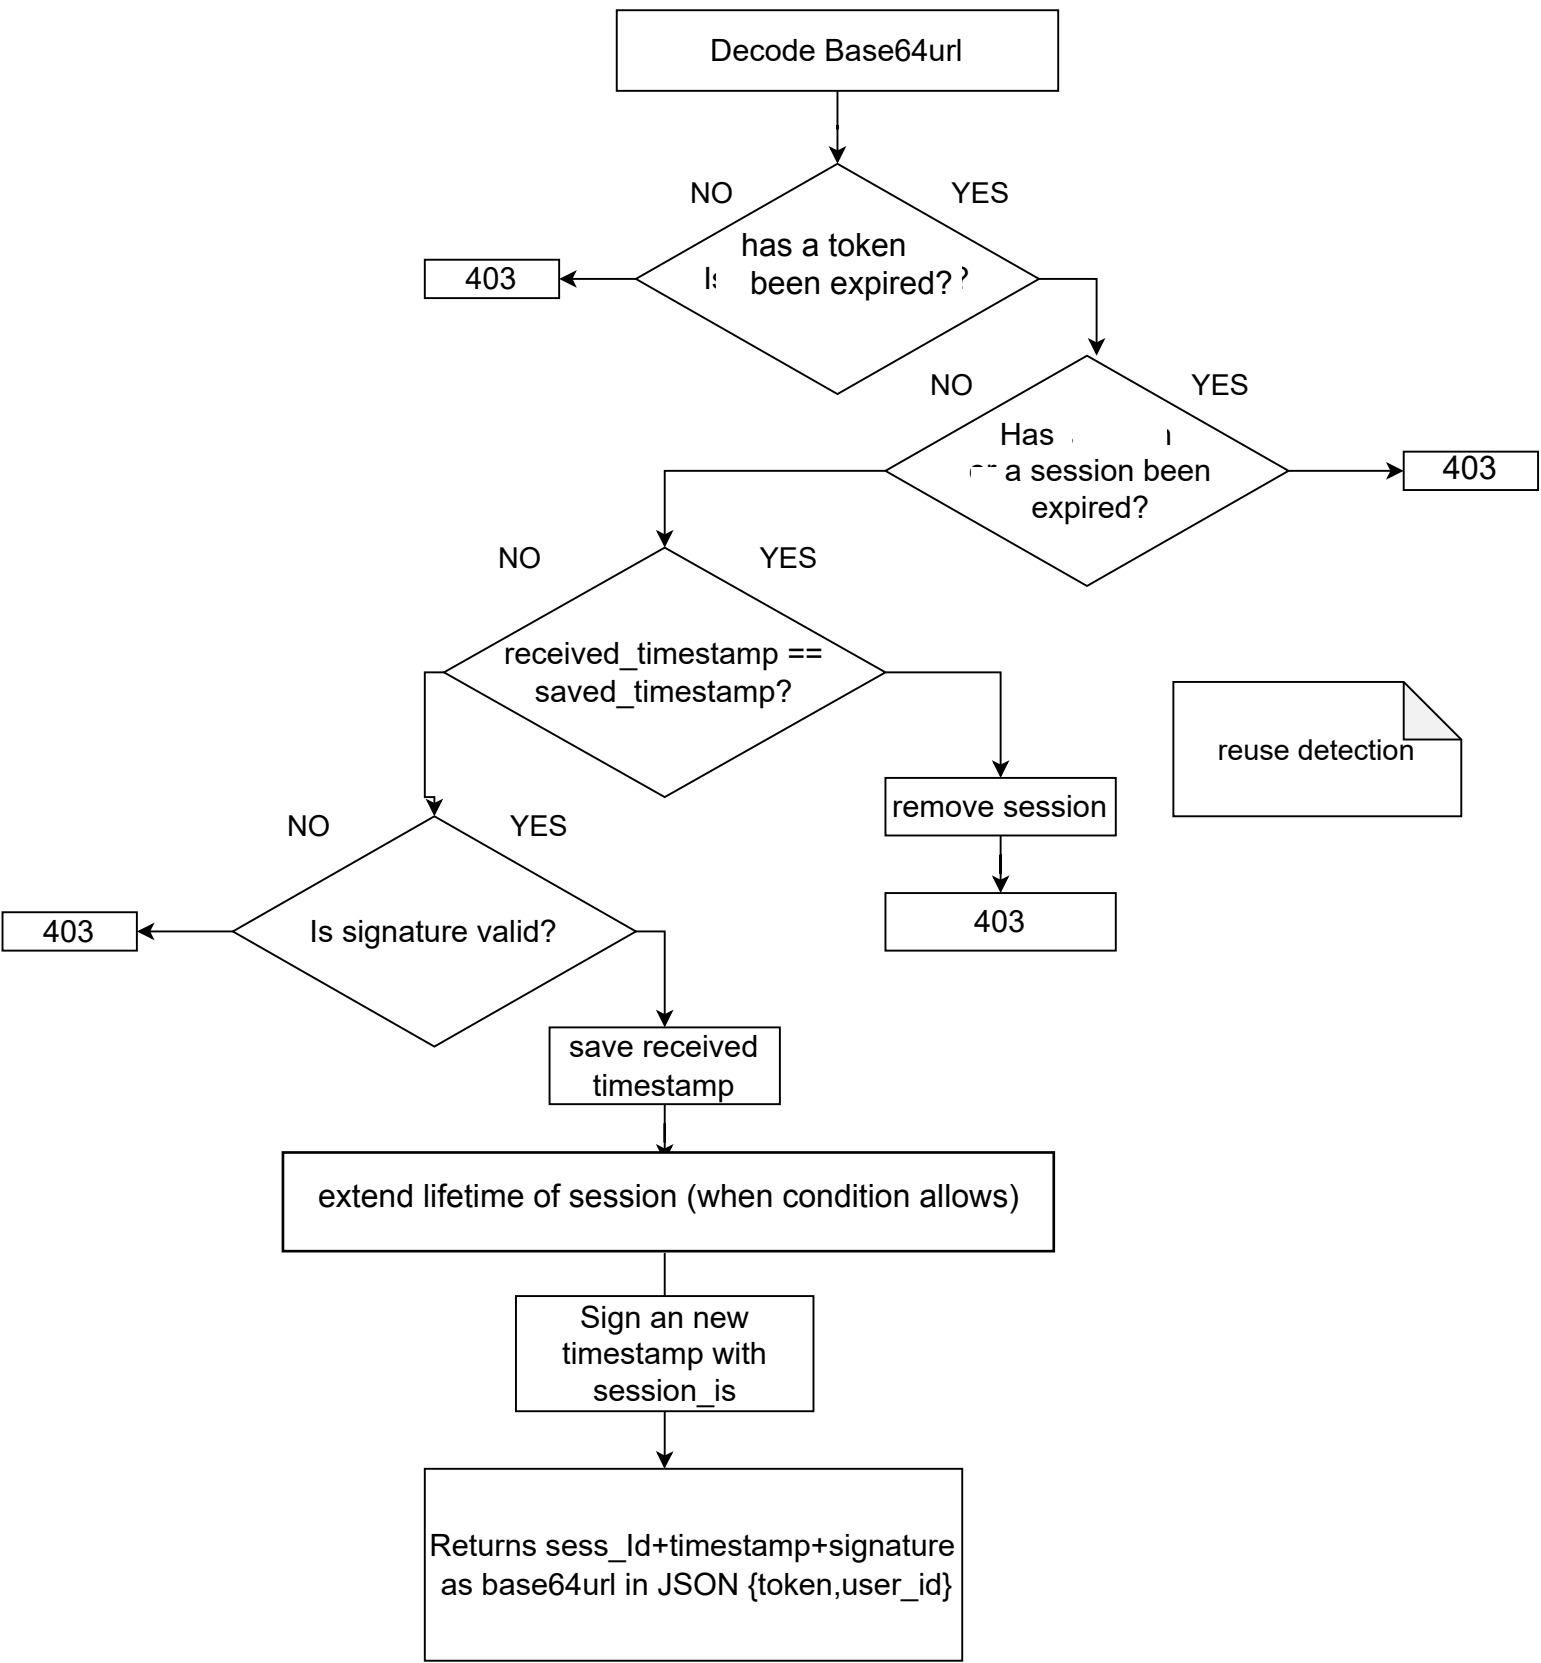 Decode Base64url
NO
YES
has a token
been expired?
403
NO
YES
Has
a session been
expired?
403
NO
YES
received_timestamp ==
saved_timestamp?
reuse detection
remove session
NO
YES
403
Is signature valid?
403
save received
timestamp
extend lifetime of session (when condition allows)
Sign an new
timestamp with
session_is
Returns sess_Id+timestamp+signature
as base64url in JSON {token,user_id}